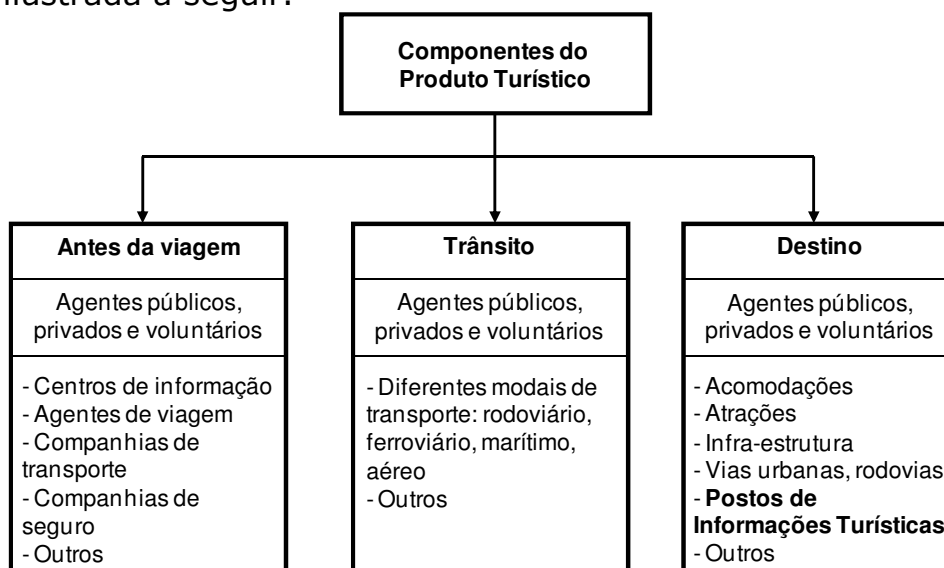 ilustrada a seguir:
Componentes do
Produto Turístico
Antes da viagem
Agentes públicos,
privados e voluntários
- Centros de informação
- Agentes de viagem
- Companhias de
transporte
- Companhias de
seguro
- Outros
Trânsito
Agentes públicos,
privados e voluntários
- Diferentes modais de
transporte: rodoviário,
ferroviário, marítimo,
aéreo
- Outros
Destino
Agentes públicos,
privados e voluntários
- Acomodações
- Atrações
- Infra-estrutura
- Vias urbanas, rodovias
- Postos de
Informações Turísticas
- Outros